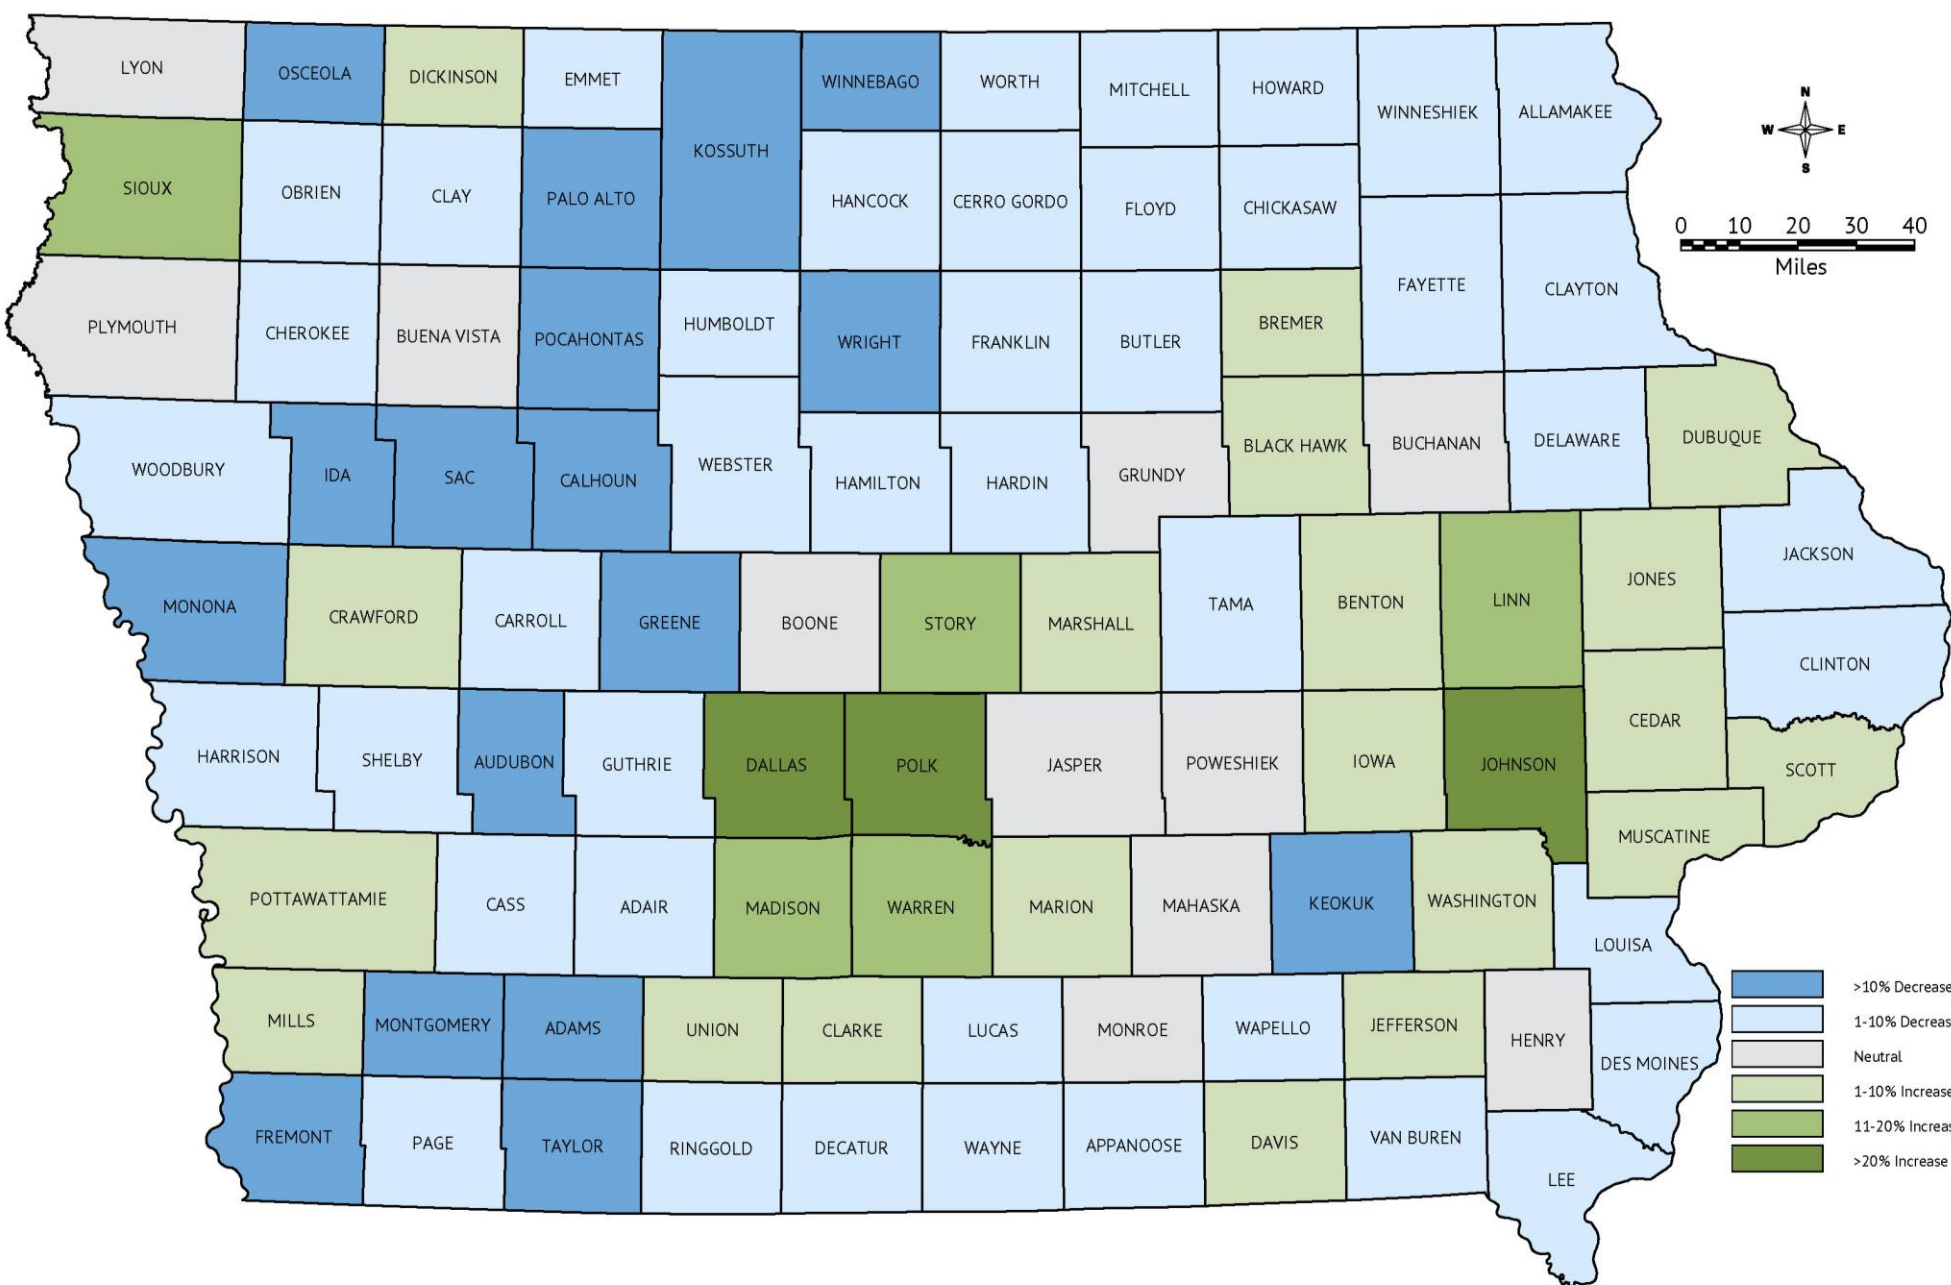 LYON
OSCEOLA
DICKINSON
EMMET
KOSSUTH
WINNEBAGO
WORTH
MITCHELL
HOWARD
WINNESHIEK
ALLAMAKEE
N
W
E
S
SIOUX
OBRIEN
CLAY
PALO ALTO
HANCOCK
CERRO GORDO
FLOYD
CHICKASAW
0 10 20 30 40
Miles
PLYMOUTH
CHEROKEE
BUENA VISTA
POCAHONTAS
HUMBOLDT
WRIGHT
FRANKLIN
BUTLER
BREMER
FAYETTE
CLAYTON
WOODBURY
IDA
SAC
CALHOUN
WEBSTER
HAMILTON
HARDIN
GRUNDY
BLACK HAWK
BUCHANAN
DELAWARE
DUBUQUE
MONONA
CRAWFORD
CARROLL
GREENE
BOONE
STORY
MARSHALL
TAMA
BENTON
LINN
JONES
JACKSON
CLINTON
HARRISON
SHELBY
AUDUBON
GUTHRIE
DALLAS
POLK
JASPER
POWESHIEK
IOWA
JOHNSON
CEDAR
SCOTT
MUSCATINE
POTTAWATTAMIE
CASS
ADAIR
MADISON
WARREN
MARION
MAHASKA
KEOKUK
WASHINGTON
LOUISA
MILLS
MONTGOMERY
ADAMS
UNION
CLARKE
LUCAS
MONROE
WAPELLO
JEFFERSON
HENRY
DES MOINES
FREMONT
PAGE
TAYLOR
RINGGOLD
DECATUR
WAYNE
APPANOOSE
DAVIS
VAN BUREN
LEE
>10% Decrease
1-10% Decreas
Neutral
1-10% Increase
11-20% Increas
>20% Increase